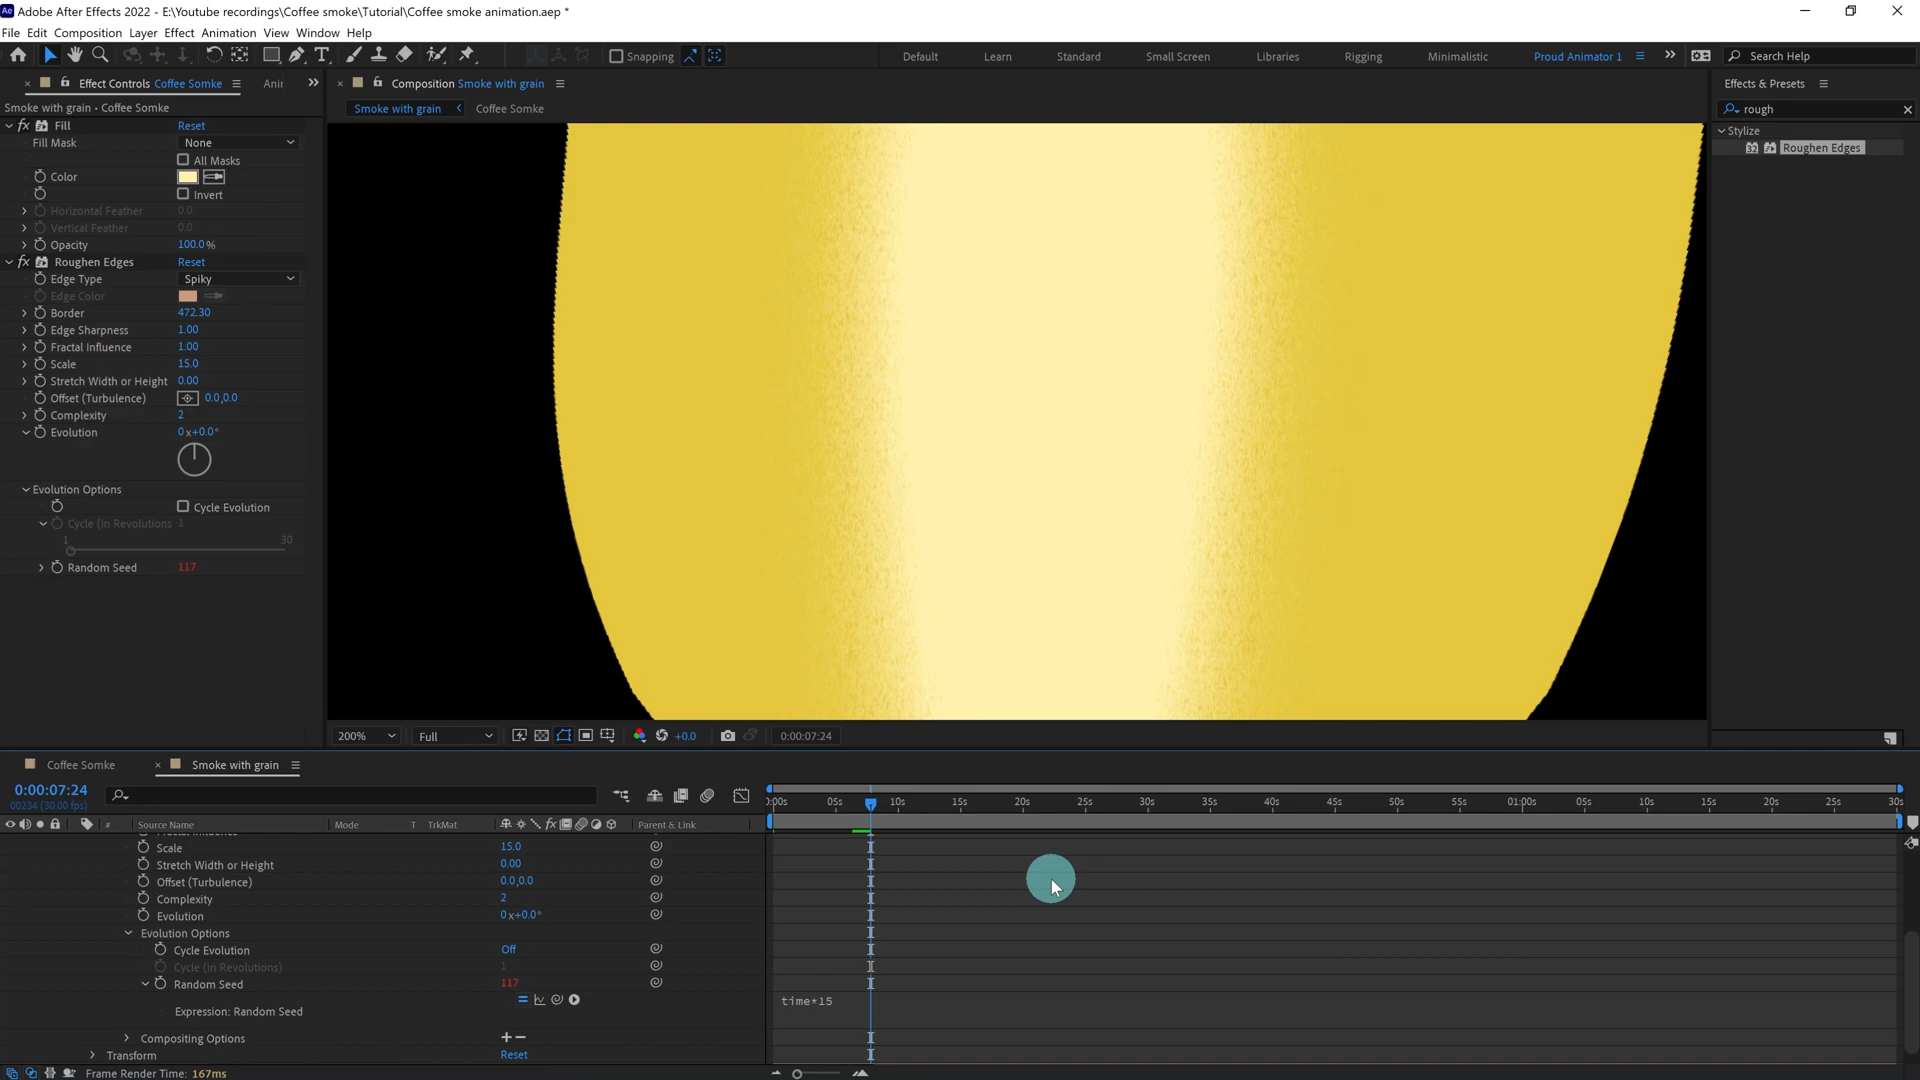 Adobe After Effects 2022 - E:\Youtube recordings\Coffee smoke\Tutorial\Coffee smoke animation.aep *
File Edit Composition Layer Effect Animation View Window Help
Snapping
Default Learn Standard Small Screen Libraries Rigging Minimalistic Proud Animator 1
Search Help
Effect Controls Coffee Somke
Ani
Composition Smoke with grain
Effects & Presets
Smoke with grain • Coffee Somke
Smoke with grain Coffee Somke
rough
fx Fill Reset
Fill Mask None
All Masks
Color
Invert
Horizontal Feather 0.0
Vertical Feather 0.0
Opacity 100.0%
fx Roughen Edges Reset
Edge Type Spiky
Edge Color
Border 472.30
Edge Sharpness 1.00
Fractal Influence 1.00
Scale 15.0
Stretch Width or Height 0.00
Offset (Turbulence) 0.0,0.0
Complexity 2
Evolution 0x+0.0°
Evolution Options
Cycle Evolution
Cycle (in Revolutions 1
1 30
Random Seed 117
Stylize
32 Roughen Edges
200% Full +0.0 0:00:07:24
Coffee Somke Smoke with grain
0:00:07:24
00234 (30.00 fps)
:00s 05s 10s 15s 20s 25s 30s 35s 40s 45s 50s 55s 01:00s 05s 10s 15s 20s 25s 30s
# Source Name Mode T TrkMat fx Parent & Link
Fractal Influence
Scale 15.0
Stretch Width or Height 0.00
Offset (Turbulence) 0.0,0.0
Complexity 2
Evolution 0x+0.0°
Evolution Options
Cycle Evolution Off
Cycle (in Revolutions) 1
Random Seed 117
time*15
Expression: Random Seed
Compositing Options +−
Transform Reset
Frame Render Time: 167ms